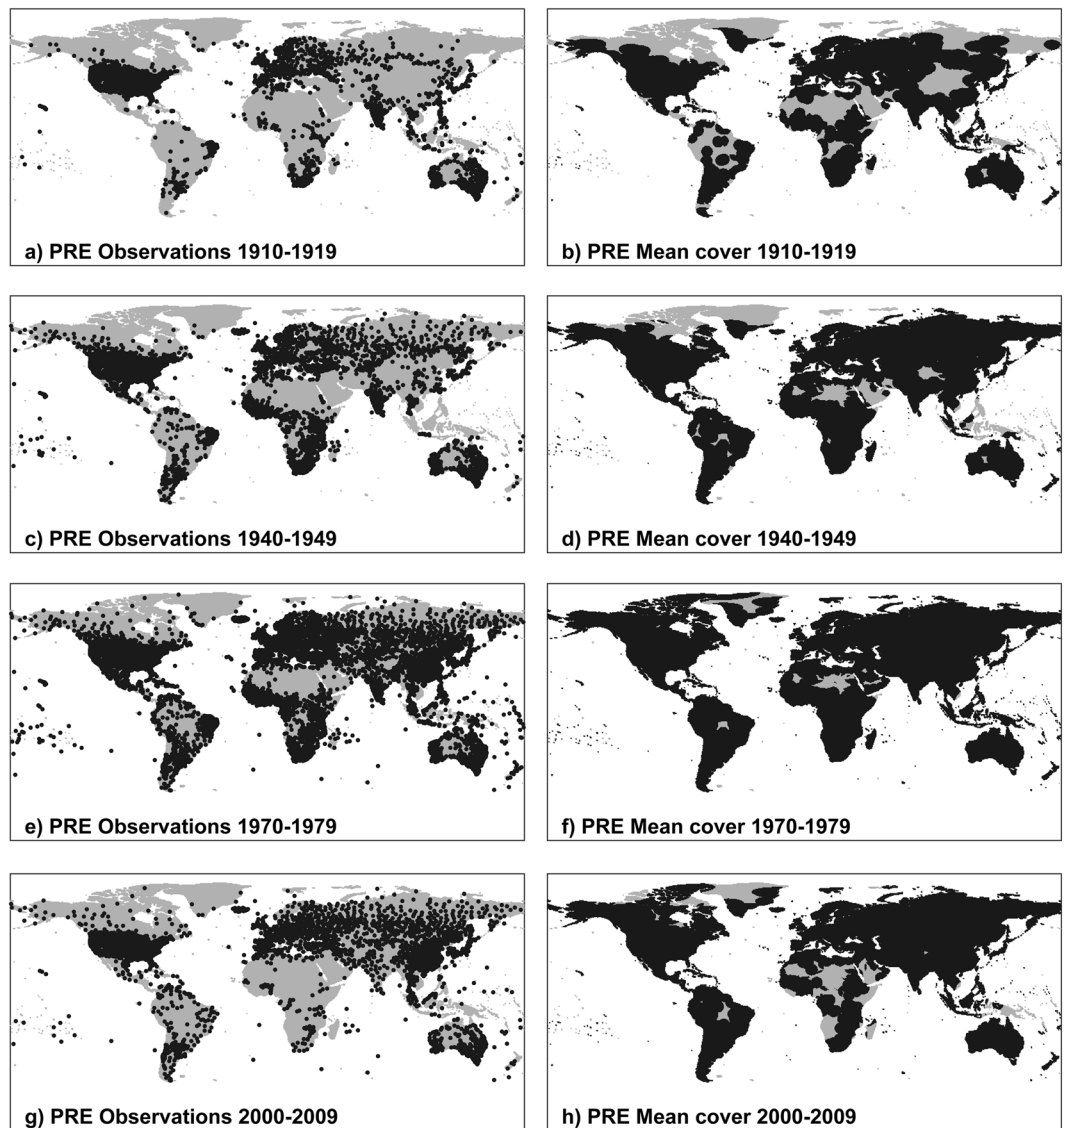 a) PRE Observations 1910-1919
b) PRE Mean cover 1910-1919
c) PRE Observations 1940-1949
d) PRE Mean cover 1940-1949
e) PRE Observations 1970-1979
f) PRE Mean cover 1970-1979
g) PRE Observations 2000-2009
h) PRE Mean cover 2000-2009